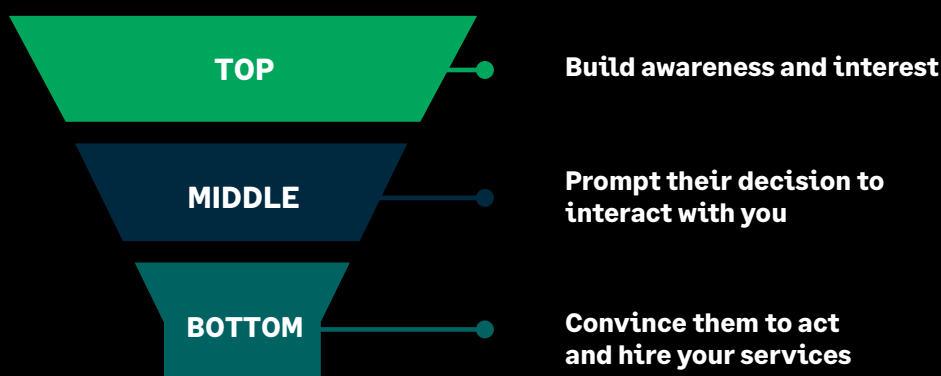 TOP
Build awareness and interest
MIDDLE
Prompt their decision to
interact with you
BOTTOM
Convince them to act
and hire your services